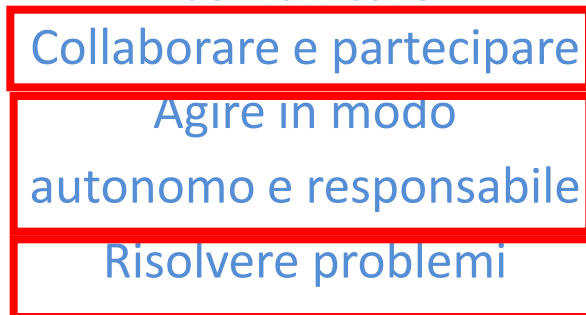 Collaborare e partecipare
Agire in modo
autonomo e responsabile
Risolvere problemi